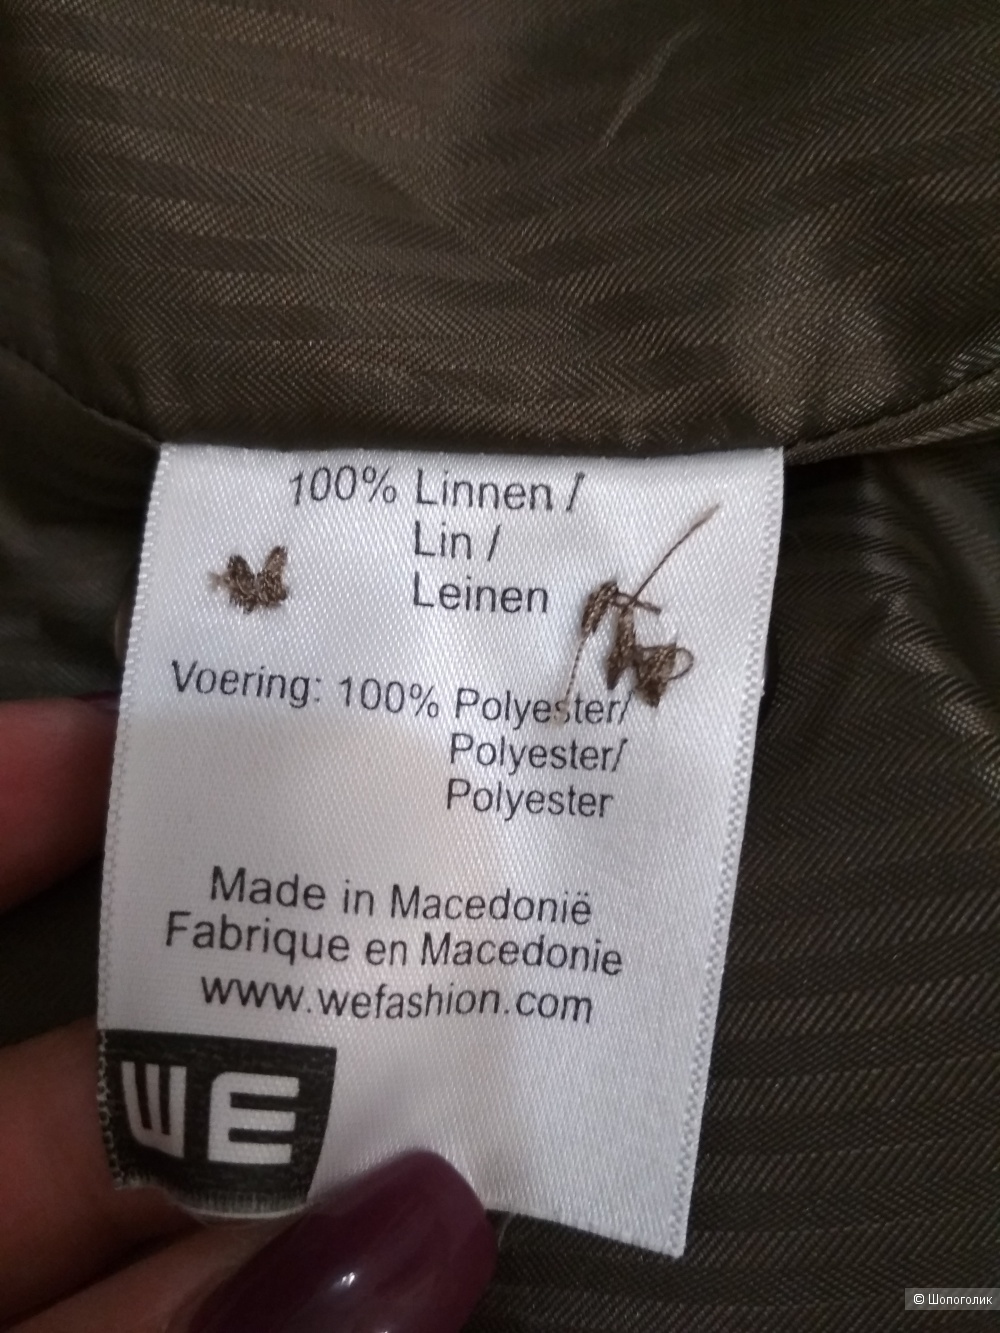 100% Linnen /
Lin /
Leinen
Voering: 100% Polyester/
Polyester/
Polyester
Made in Macedonië
Fabrique en Macedonie
www.wefashion.com
WE
© Шопоголик